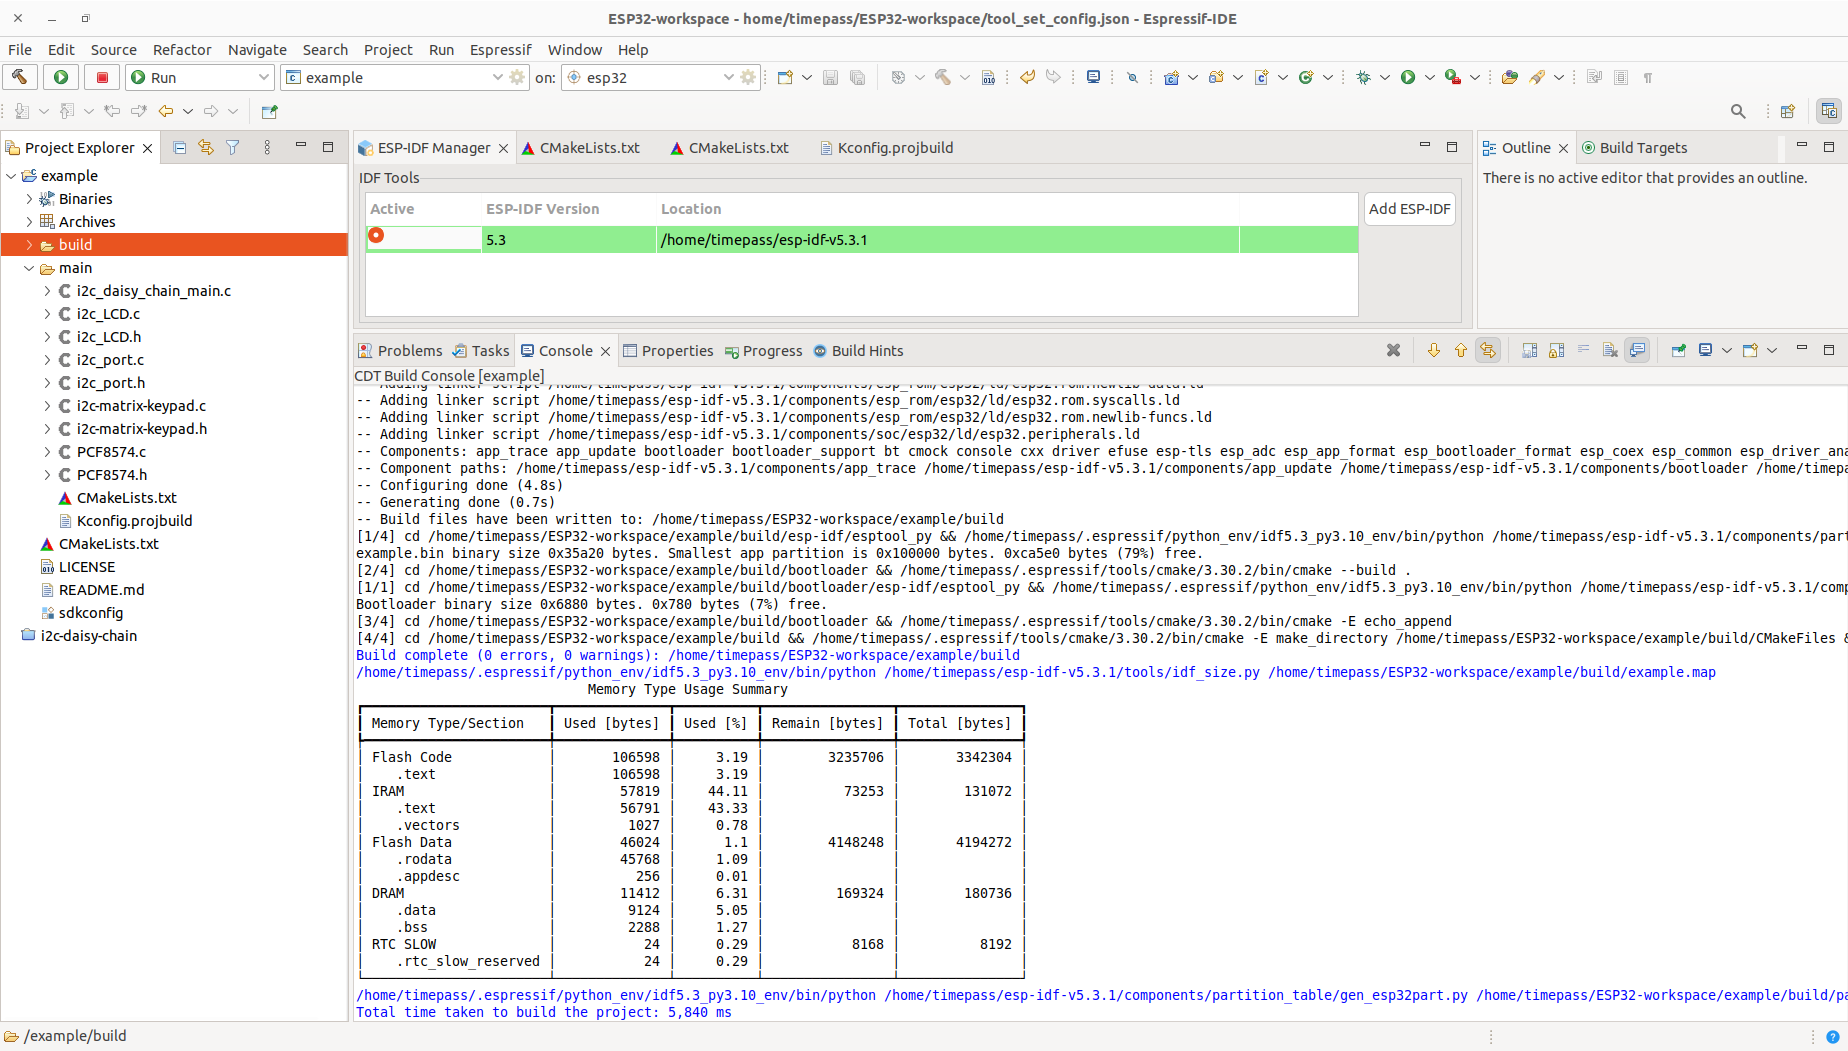 ESP32-workspace - home/timepass/ESP32-workspace/tool_set_config.json - Espressif-IDE
File Edit Source Refactor Navigate Search Project Run Espressif Window Help
Run example on: esp32
Project Explorer
example
Binaries
Archives
build
main
i2c_daisy_chain_main.c
i2c_LCD.c
i2c_LCD.h
i2c_port.c
i2c_port.h
i2c-matrix-keypad.c
i2c-matrix-keypad.h
PCF8574.c
PCF8574.h
CMakeLists.txt
Kconfig.projbuild
CMakeLists.txt
LICENSE
README.md
sdkconfig
i2c-daisy-chain
ESP-IDF Manager CMakeLists.txt CMakeLists.txt Kconfig.projbuild
IDF Tools
Active ESP-IDF Version Location
5.3 /home/timepass/esp-idf-v5.3.1
Add ESP-IDF
Outline Build Targets
There is no active editor that provides an outline.
Problems Tasks Console Properties Progress Build Hints
CDT Build Console [example]
-- Adding linker script /home/timepass/esp-idf-v5.3.1/components/esp_rom/esp32/ld/esp32.rom.newlib-data.ld
-- Adding linker script /home/timepass/esp-idf-v5.3.1/components/esp_rom/esp32/ld/esp32.rom.syscalls.ld
-- Adding linker script /home/timepass/esp-idf-v5.3.1/components/esp_rom/esp32/ld/esp32.rom.newlib-funcs.ld
-- Adding linker script /home/timepass/esp-idf-v5.3.1/components/soc/esp32/ld/esp32.peripherals.ld
-- Components: app_trace app_update bootloader bootloader_support bt cmock console cxx driver efuse esp-tls esp_adc esp_app_format esp_bootloader_format esp_coex esp_common esp_driver_ana
-- Component paths: /home/timepass/esp-idf-v5.3.1/components/app_trace /home/timepass/esp-idf-v5.3.1/components/app_update /home/timepass/esp-idf-v5.3.1/components/bootloader /home/timepa
-- Configuring done (4.8s)
-- Generating done (0.7s)
-- Build files have been written to: /home/timepass/ESP32-workspace/example/build
[1/4] cd /home/timepass/ESP32-workspace/example/build/esp-idf/esptool_py && /home/timepass/.espressif/python_env/idf5.3_py3.10_env/bin/python /home/timepass/esp-idf-v5.3.1/components/part
example.bin binary size 0x35a20 bytes. Smallest app partition is 0x100000 bytes. 0xca5e0 bytes (79%) free.
[2/4] cd /home/timepass/ESP32-workspace/example/build/bootloader && /home/timepass/.espressif/tools/cmake/3.30.2/bin/cmake --build .
[1/1] cd /home/timepass/ESP32-workspace/example/build/bootloader/esp-idf/esptool_py && /home/timepass/.espressif/python_env/idf5.3_py3.10_env/bin/python /home/timepass/esp-idf-v5.3.1/comp
Bootloader binary size 0x6880 bytes. 0x780 bytes (7%) free.
[3/4] cd /home/timepass/ESP32-workspace/example/build/bootloader && /home/timepass/.espressif/tools/cmake/3.30.2/bin/cmake -E echo_append
[4/4] cd /home/timepass/ESP32-workspace/example/build && /home/timepass/.espressif/tools/cmake/3.30.2/bin/cmake -E make_directory /home/timepass/ESP32-workspace/example/build/CMakeFiles &
Build complete (0 errors, 0 warnings): /home/timepass/ESP32-workspace/example/build
/home/timepass/.espressif/python_env/idf5.3_py3.10_env/bin/python /home/timepass/esp-idf-v5.3.1/tools/idf_size.py /home/timepass/ESP32-workspace/example/build/example.map
Memory Type Usage Summary
Memory Type/Section Used [bytes] Used [%] Remain [bytes] Total [bytes]
Flash Code 106598 3.19 3235706 3342304
.text 106598 3.19
IRAM 57819 44.11 73253 131072
.text 56791 43.33
.vectors 1027 0.78
Flash Data 46024 1.1 4148248 4194272
.rodata 45768 1.09
.appdesc 256 0.01
DRAM 11412 6.31 169324 180736
.data 9124 5.05
.bss 2288 1.27
RTC SLOW 24 0.29 8168 8192
.rtc_slow_reserved 24 0.29
/home/timepass/.espressif/python_env/idf5.3_py3.10_env/bin/python /home/timepass/esp-idf-v5.3.1/components/partition_table/gen_esp32part.py /home/timepass/ESP32-workspace/example/build/pa
Total time taken to build the project: 5,840 ms
/example/build